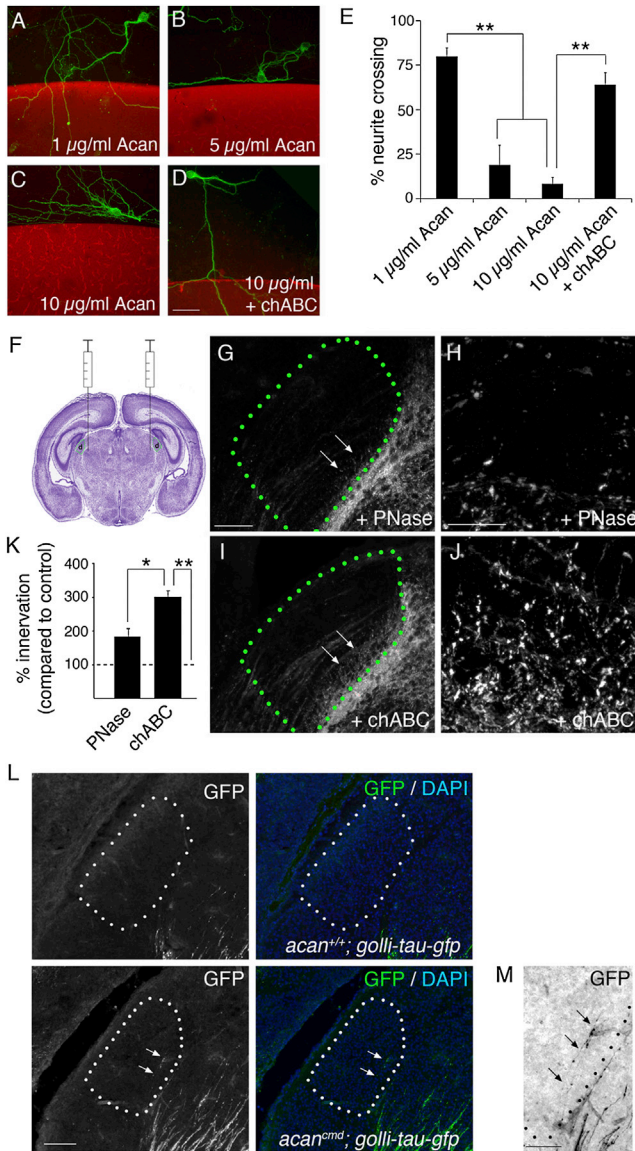 A
1 µg/ml Acan
B
5 µg/ml Acan
C
10 µg/ml Acan
D
10 µg/ml
+ chABC
E
% neurite crossing
75
50
25
0
**
**
1 µg/ml Acan
5 µg/ml Acan
10 µg/ml Acan
10 µg/ml Acan
+ chABC
F
d
d
G
+ PNase
H
+ PNase
I
+ chABC
J
+ chABC
K
% innervation
(compared to control)
400
300
200
100
*
**
PNase
chABC
L
GFP
GFP / DAPI
acan+/+; golli-tau-gfp
GFP
GFP / DAPI
acancmd; golli-tau-gfp
M
GFP